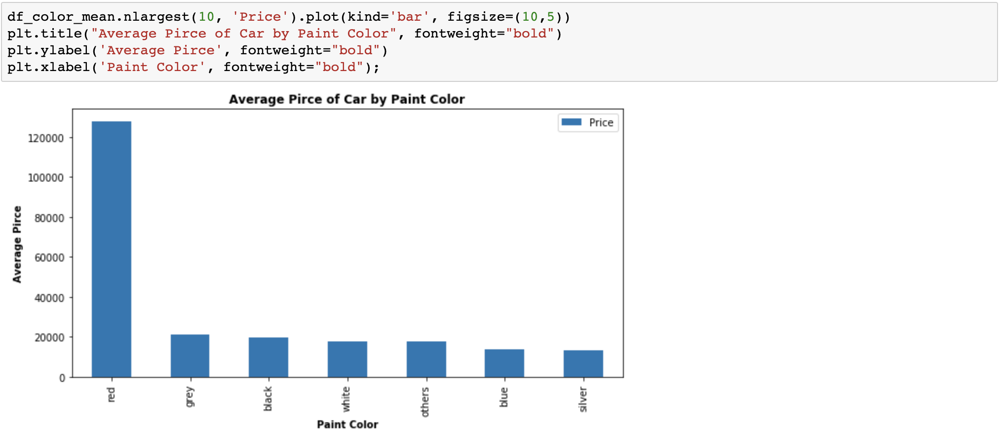 df_color_mean.nlargest(10, 'Price').plot(kind='bar', figsize=(10,5))
plt.title("Average Pirce of Car by Paint Color", fontweight="bold")
plt.ylabel('Average Pirce', fontweight="bold")
plt.xlabel('Paint Color', fontweight="bold");
Average Pirce of Car by Paint Color
Price
120000
100000
80000
60000
40000
20000
0
Average Pirce
red
grey
black
white
others
blue
silver
Paint Color